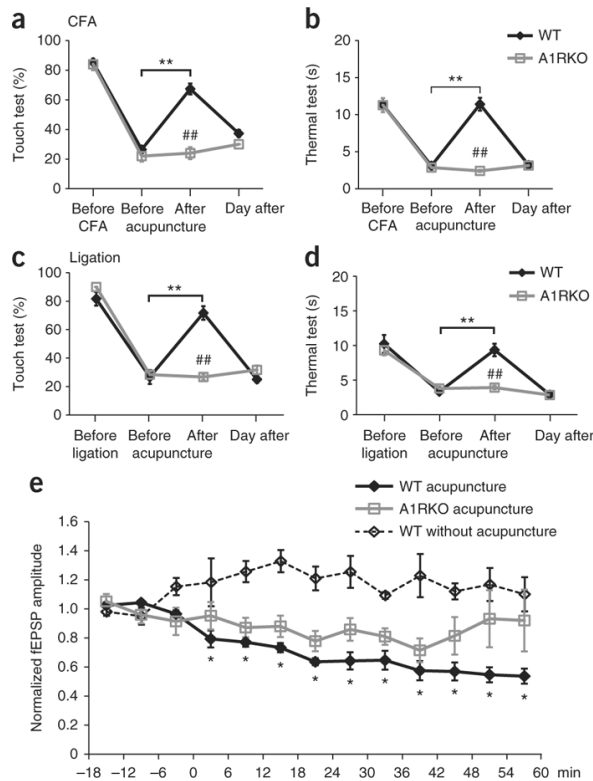 a
CFA
Touch test (%)
100
80
60
40
20
0
**
##
Before CFA
Before acupuncture
After
Day after
b
WT
A1RKO
Thermal test (s)
20
15
10
5
0
**
##
Before CFA
Before acupuncture
After
Day after
c
Ligation
Touch test (%)
100
80
60
40
20
0
**
##
Before ligation
Before acupuncture
After
Day after
d
WT
A1RKO
Thermal test (s)
20
15
10
5
0
**
##
Before ligation
Before acupuncture
After
Day after
e
WT acupuncture
A1RKO acupuncture
WT without acupuncture
Normalized fEPSP amplitude
1.6
1.4
1.2
1.0
0.8
0.6
0.4
0.2
0
* * * * * * * * * *
–18 –12 –6 0 6 12 18 24 30 36 42 48 54 60
min